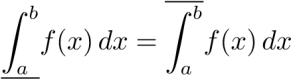 $$\underline{\int_a}^b f(x)\,dx = \overline{\int_a^b} f(x)\,dx$$